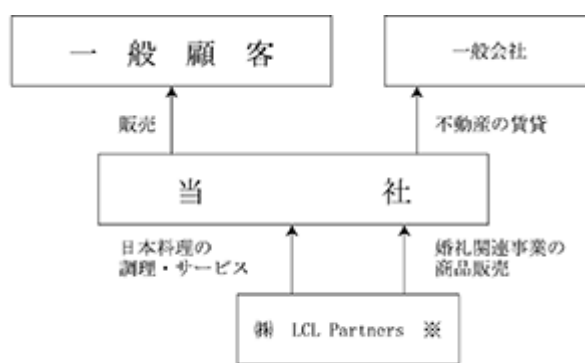 一般顧客
一般会社
販売
不動産の賃貸
当社
日本料理の
調理・サービス
婚礼関連事業の
商品販売
㈱ LCL Partners ※